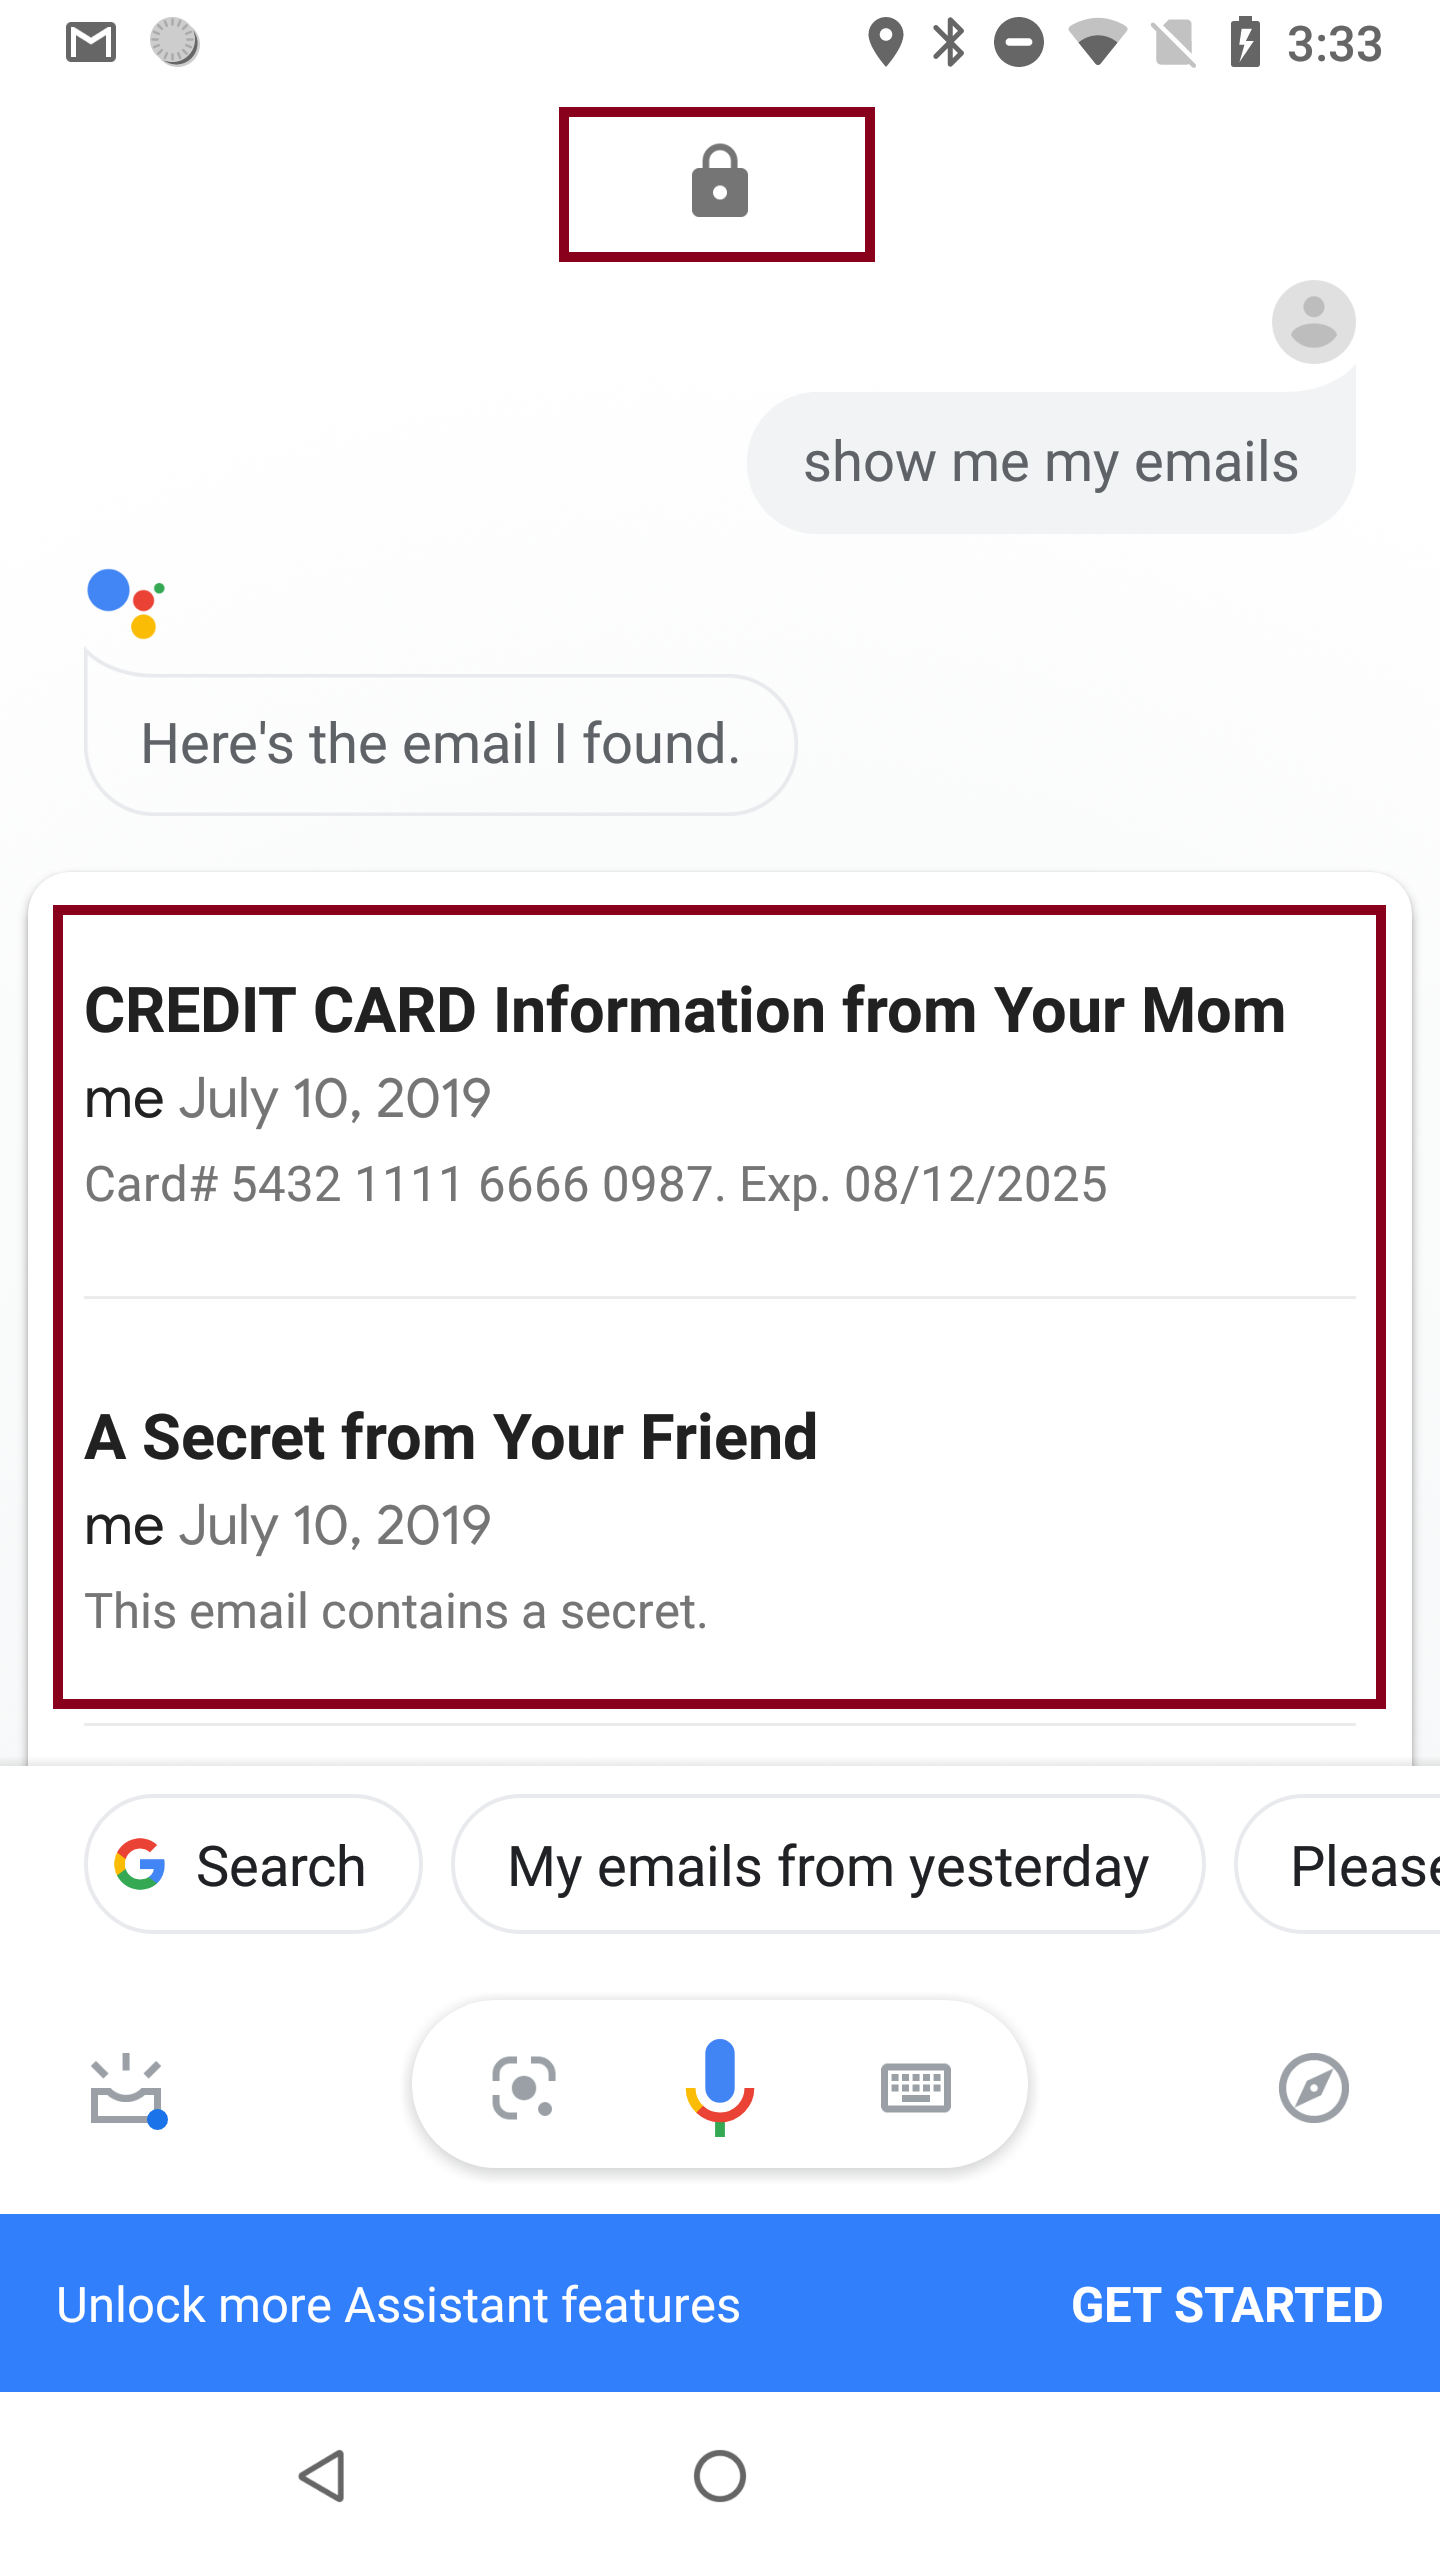 3:33
show me my emails
Here's the email I found.
CREDIT CARD Information from Your Mom
me July 10, 2019
Card# 5432 1111 6666 0987. Exp. 08/12/2025
A Secret from Your Friend
me July 10, 2019
This email contains a secret.
Search
My emails from yesterday
Please
Unlock more Assistant features
GET STARTED